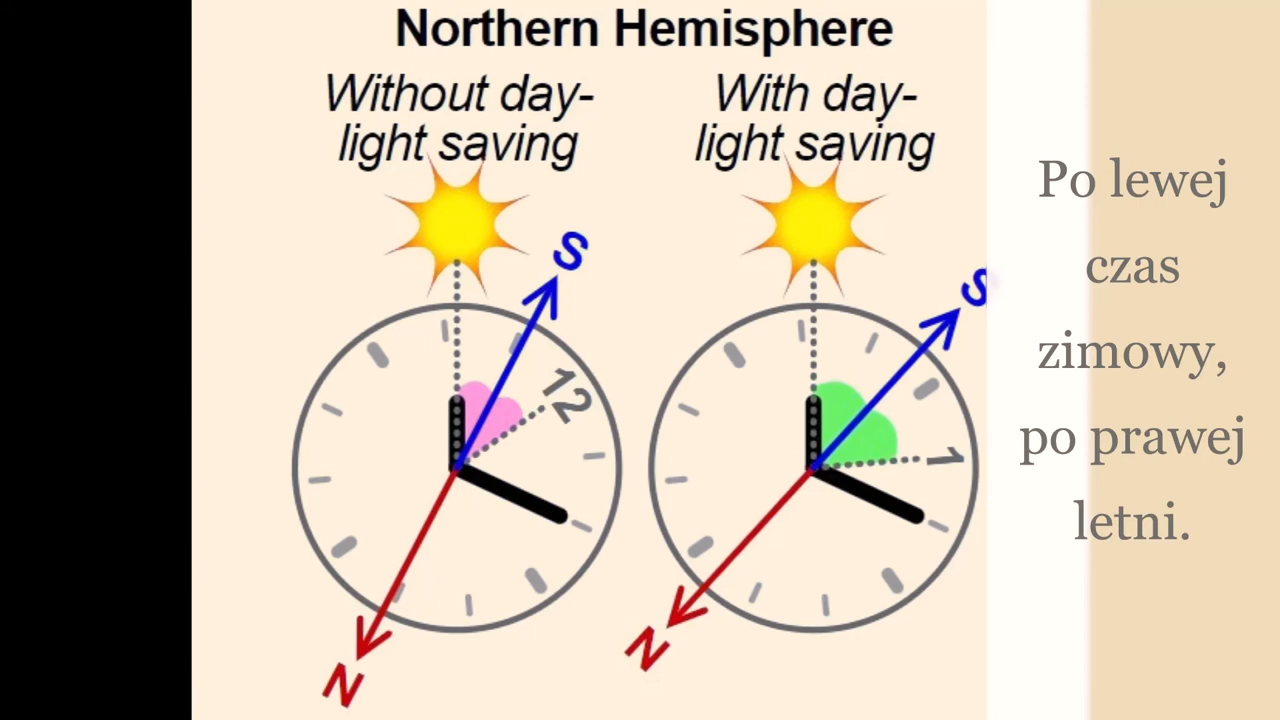 Northern Hemisphere
Without day-
light saving
With day-
light saving
S
12
N
S
1
N
Po lewej
czas
zimowy,
po prawej
letni.